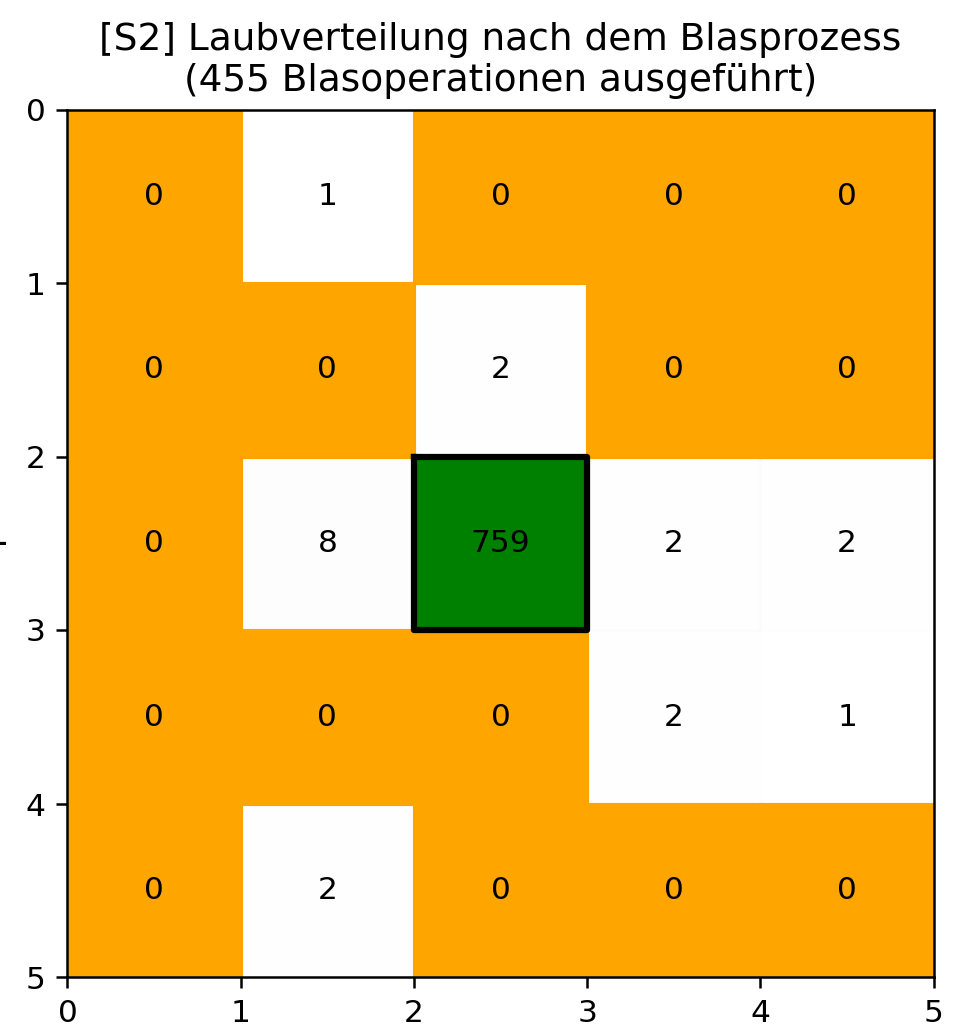 [S2] Laubverteilung nach dem Blasprozess
(455 Blasoperationen ausgeführt)
0
0 1 0 0 0
1
0 0 2 0 0
2
0 8 759 2 2
3
0 0 0 2 1
4
0 2 0 0 0
5
0 1 2 3 4 5